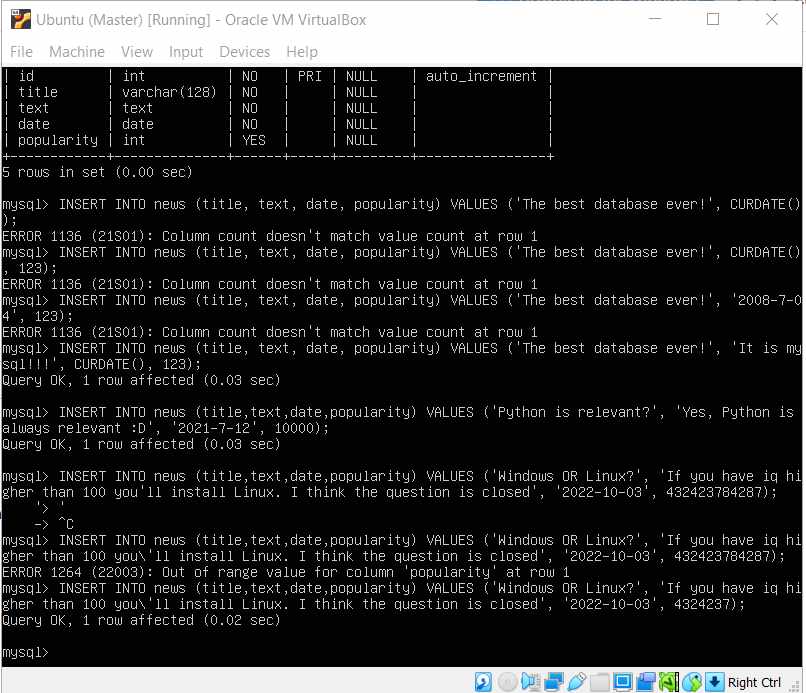 Ubuntu (Master) [Running] - Oracle VM VirtualBox
File Machine View Input Devices Help
| id | int | NO | PRI | NULL | auto_increment |
| title | varchar(128) | NO | | NULL | |
| text | text | NO | | NULL | |
| date | date | NO | | NULL | |
| popularity | int | YES | | NULL | |
+------------+--------------+------+-----+---------+----------------+
5 rows in set (0.00 sec)
mysql> INSERT INTO news (title, text, date, popularity) VALUES ('The best database ever!', CURDATE()
);
ERROR 1136 (21S01): Column count doesn't match value count at row 1
mysql> INSERT INTO news (title, text, date, popularity) VALUES ('The best database ever!', CURDATE()
, 123);
ERROR 1136 (21S01): Column count doesn't match value count at row 1
mysql> INSERT INTO news (title, text, date, popularity) VALUES ('The best database ever!', '2008-7-0
4', 123);
ERROR 1136 (21S01): Column count doesn't match value count at row 1
mysql> INSERT INTO news (title, text, date, popularity) VALUES ('The best database ever!', 'It is my
sql!!!', CURDATE(), 123);
Query OK, 1 row affected (0.03 sec)
mysql> INSERT INTO news (title,text,date,popularity) VALUES ('Python is relevant?', 'Yes, Python is
always relevant :D', '2021-7-12', 10000);
Query OK, 1 row affected (0.03 sec)
mysql> INSERT INTO news (title,text,date,popularity) VALUES ('Windows OR Linux?', 'If you have iq hi
gher than 100 you'll install Linux. I think the question is closed', '2022-10-03', 432423784287);
'> '
-> ^C
mysql> INSERT INTO news (title,text,date,popularity) VALUES ('Windows OR Linux?', 'If you have iq hi
gher than 100 you\'ll install Linux. I think the question is closed', '2022-10-03', 432423784287);
ERROR 1264 (22003): Out of range value for column 'popularity' at row 1
mysql> INSERT INTO news (title,text,date,popularity) VALUES ('Windows OR Linux?', 'If you have iq hi
gher than 100 you\'ll install Linux. I think the question is closed', '2022-10-03', 4324237);
Query OK, 1 row affected (0.02 sec)
mysql>
Right Ctrl